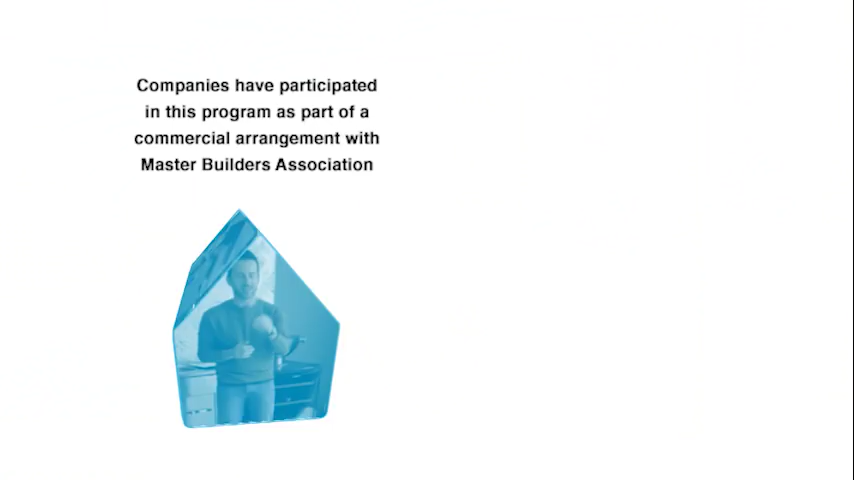 Companies have participated
in this program as part of a
commercial arrangement with
Master Builders Association